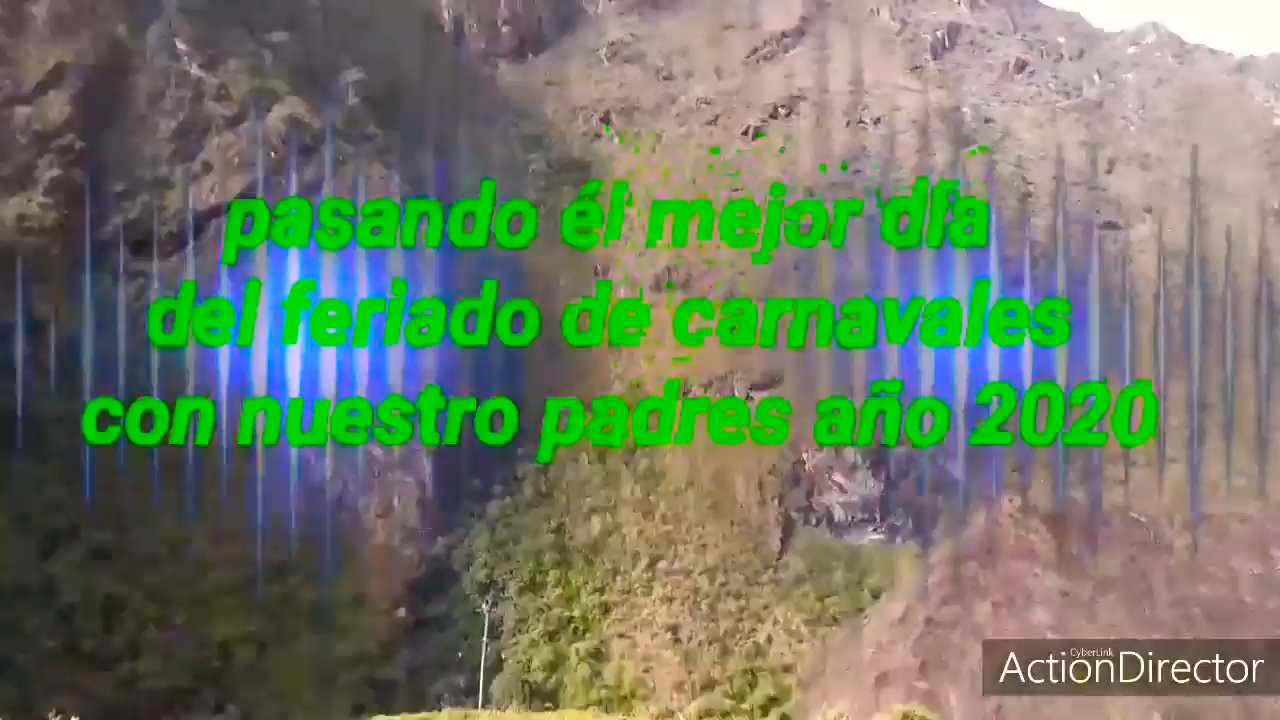 pasando él mejor día
del feriado de carnavales
con nuestro padres año 2020
CyberLink
ActionDirector